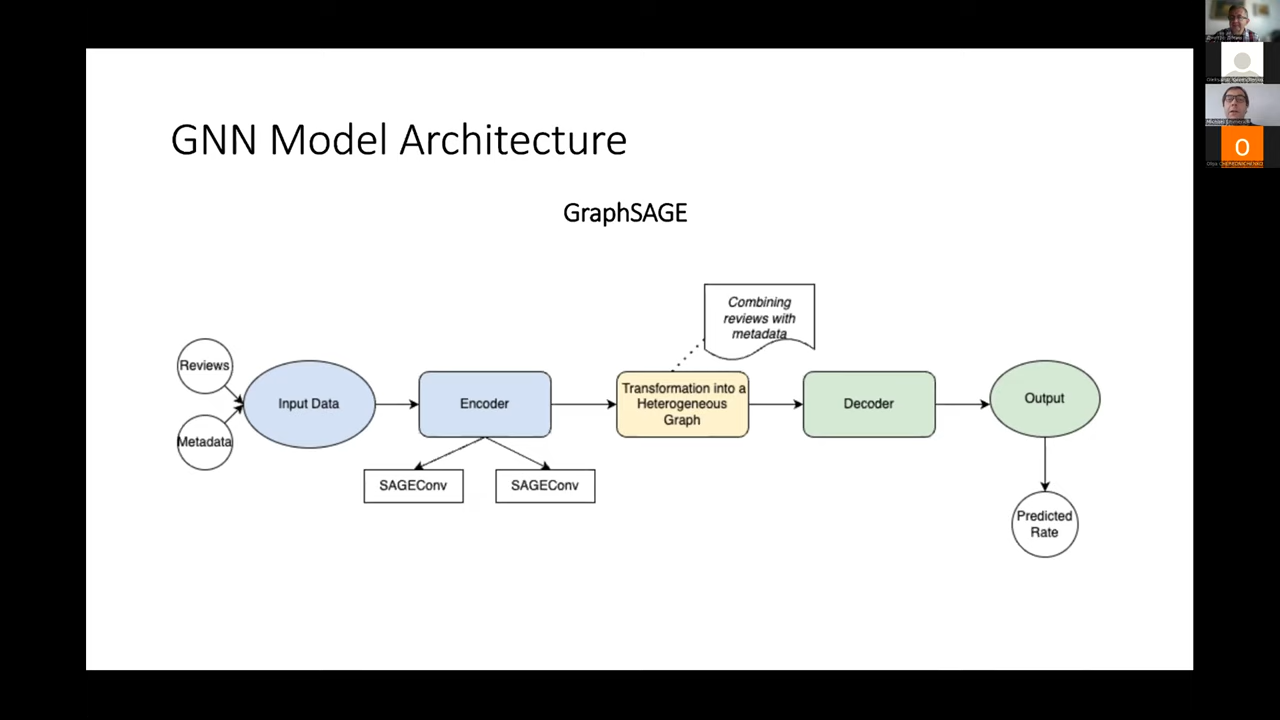 GNN Model Architecture
GraphSAGE
Combining
reviews with
metadata
Reviews
Metadata
Input Data
Encoder
Transformation into a
Heterogeneous
Graph
Decoder
Output
SAGEConv
SAGEConv
Predicted
Rate
O